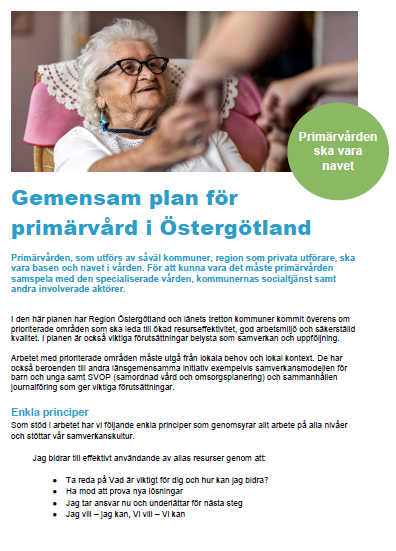 Primärvården
ska vara
navet
Gemensam plan för
primärvård i Östergötland
Primärvården, som utförs av såväl kommuner, region som privata utförare, ska
vara basen och navet i vården. För att kunna vara det måste primärvården
samspela med den specialiserade vården, kommunernas socialtjänst samt
andra involverade aktörer.
I den här planen har Region Östergötland och länets tretton kommuner kommit överens om
prioriterade områden som ska leda till ökad resurseffektivitet, god arbetsmiljö och säkerställd
kvalitet. I planen är också viktiga förutsättningar belysta som samverkan och uppföljning.
Arbetet med prioriterade områden måste utgå från lokala behov och lokal kontext. De har
också beroenden till andra länsgemensamma initiativ exempelvis samverkansmodellen för
barn och unga samt SVOP (samordnad vård och omsorgsplanering) och sammanhållen
journalföring som ger viktiga förutsättningar.
Enkla principer
Som stöd i arbetet har vi följande enkla principer som genomsyrar allt arbete på alla nivåer
och stöttar vår samverkanskultur.
Jag bidrar till effektivt användande av allas resurser genom att:
• Ta reda på Vad är viktigt för dig och hur kan jag bidra?
• Ha mod att prova nya lösningar
• Jag tar ansvar nu och underlättar för nästa steg
• Jag vill – jag kan, Vi vill – Vi kan